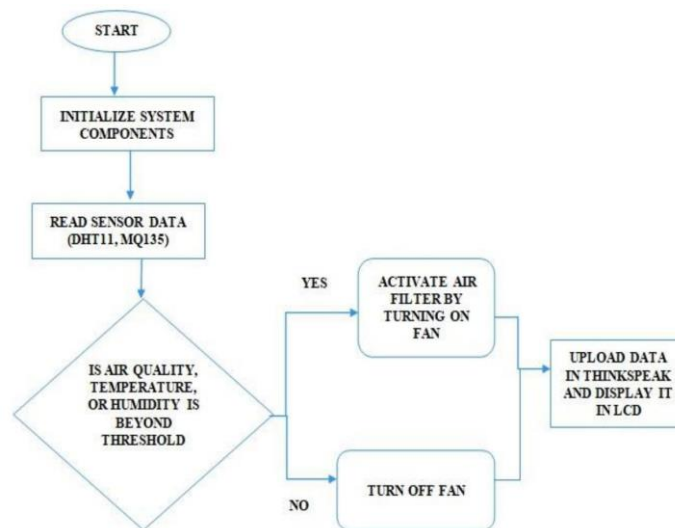 START
INITIALIZE SYSTEM
COMPONENTS
READ SENSOR DATA
(DHT11, MQ135)
IS AIR QUALITY,
TEMPERATURE,
OR HUMIDITY IS
BEYOND
THRESHOLD
YES
ACTIVATE AIR
FILTER BY
TURNING ON
FAN
NO
TURN OFF FAN
UPLOAD DATA
IN THINKSPEAK
AND DISPLAY IT
IN LCD